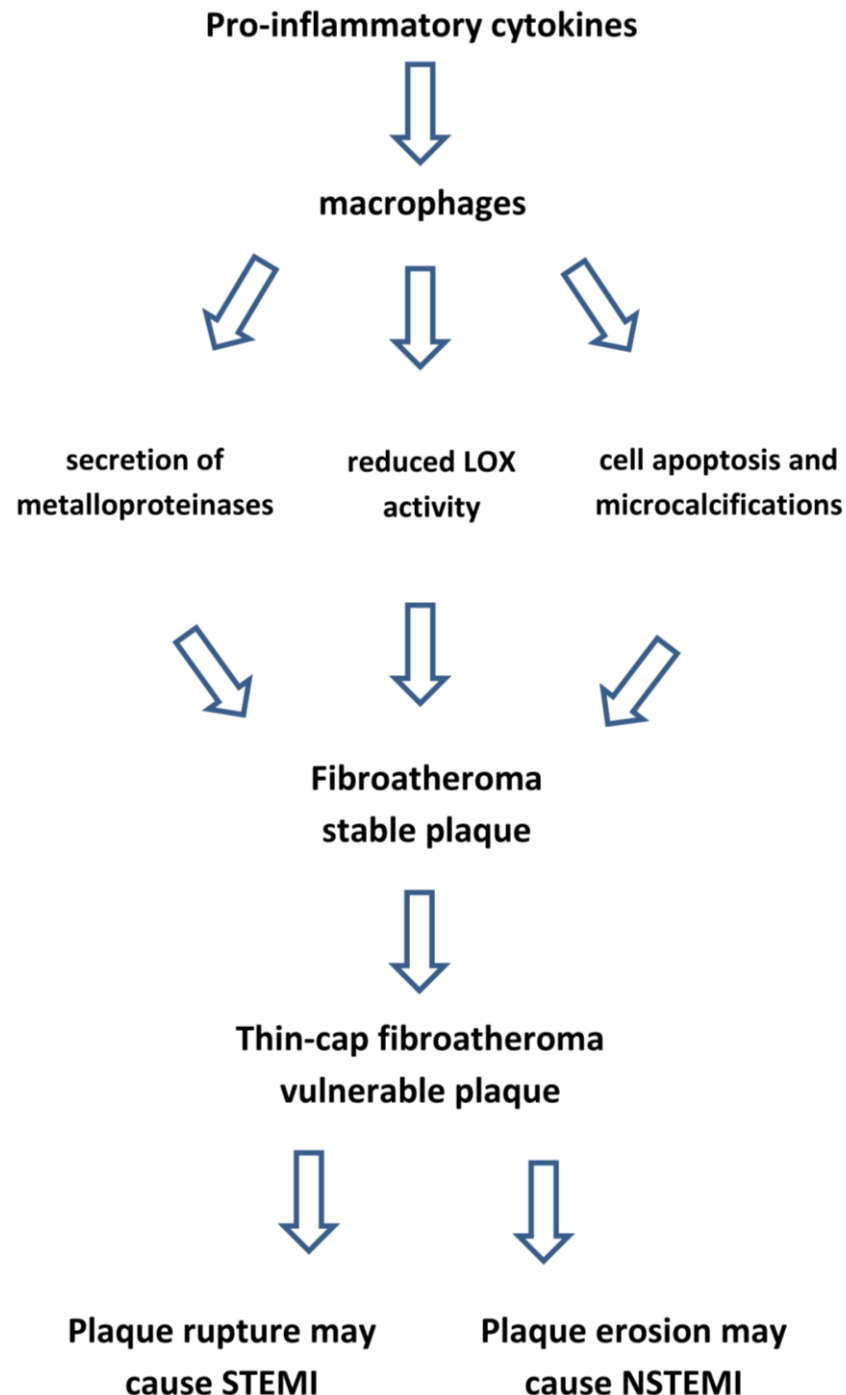 Pro-inflammatory cytokines
macrophages
secretion of
metalloproteinases
reduced LOX
activity
cell apoptosis and
microcalcifications
Fibroatheroma
stable plaque
Thin-cap fibroatheroma
vulnerable plaque
Plaque rupture may
cause STEMI
Plaque erosion may
cause NSTEMI